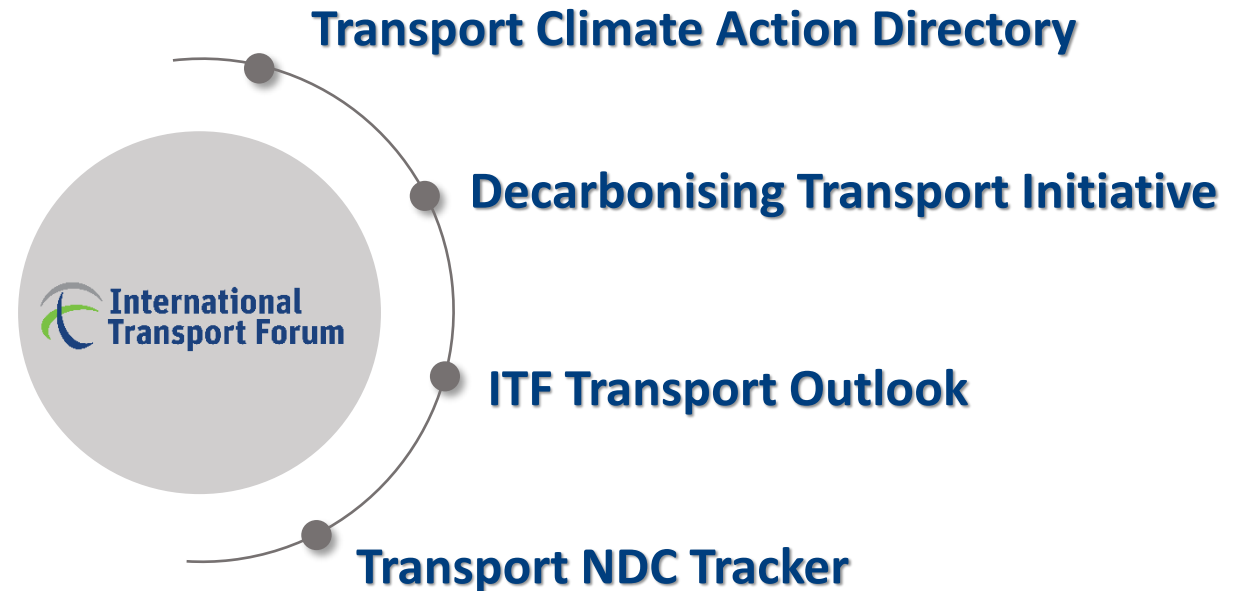 Transport Climate Action Directory
Decarbonising Transport Initiative
International
Transport Forum
ITF Transport Outlook
Transport NDC Tracker